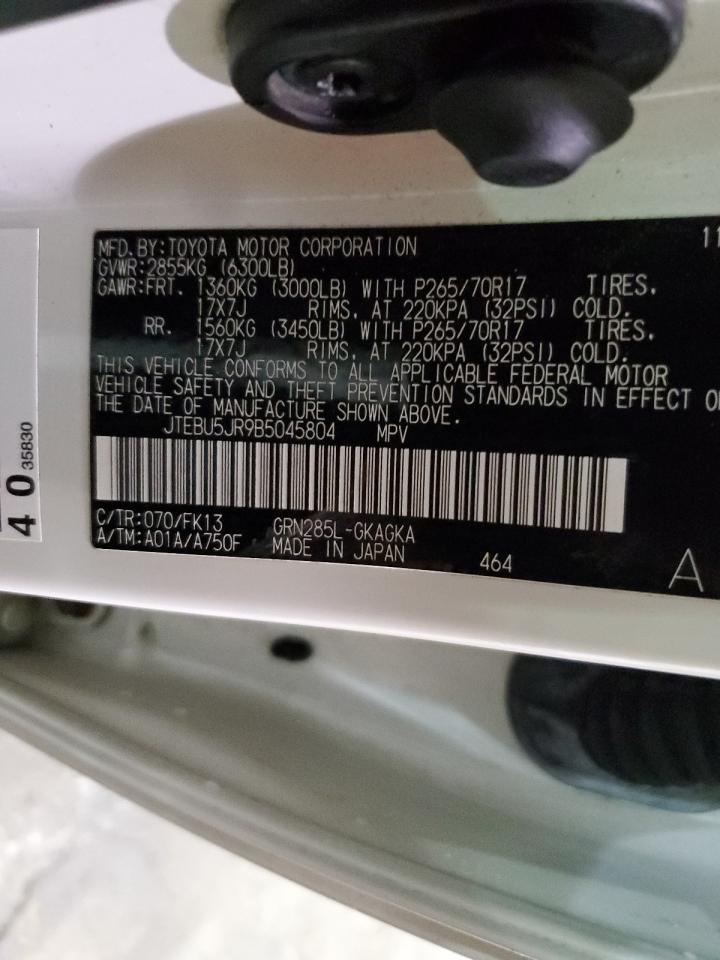 MFD. BY:TOYOTA MOTOR CORPORATION 11
GVWR:2855KG (6300LB)
GAWR:FRT. 1360KG (3000LB) WITH P265/70R17 TIRES.
17X7J RIMS, AT 220KPA (32PSI) COLD.
RR. 1560KG (3450LB) WITH P265/70R17 TIRES.
17X7J RIMS, AT 220KPA (32PSI) COLD.
THIS VEHICLE CONFORMS TO ALL APPLICABLE FEDERAL MOTOR
VEHICLE SAFETY AND THEFT PREVENTION STANDARDS IN EFFECT O
THE DATE OF MANUFACTURE SHOWN ABOVE.
JTEBU5JR9B5045804 MPV
C/TR:070/FK13 GRN285L-GKAGKA
A/TM:A01A/A750F MADE IN JAPAN 464 A
4 0 35830